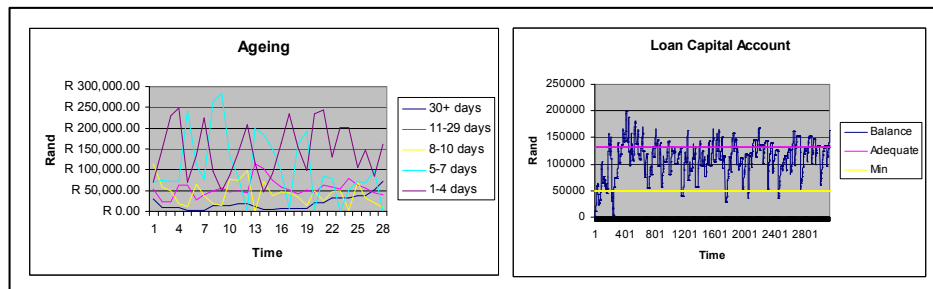 Ageing
R 300,000.00
R 250,000.00
R 200,000.00
R 150,000.00
R 100,000.00
R 50,000.00
R 0.00
Rand
1 4 7 10 13 16 19 22 25 28
Time
30+ days
11-29 days
8-10 days
5-7 days
1-4 days
Loan Capital Account
250000
200000
150000
100000
50000
0
Rand
1 401 801 1201 1601 2001 2401 2801
Time
Balance
Adequate
Min